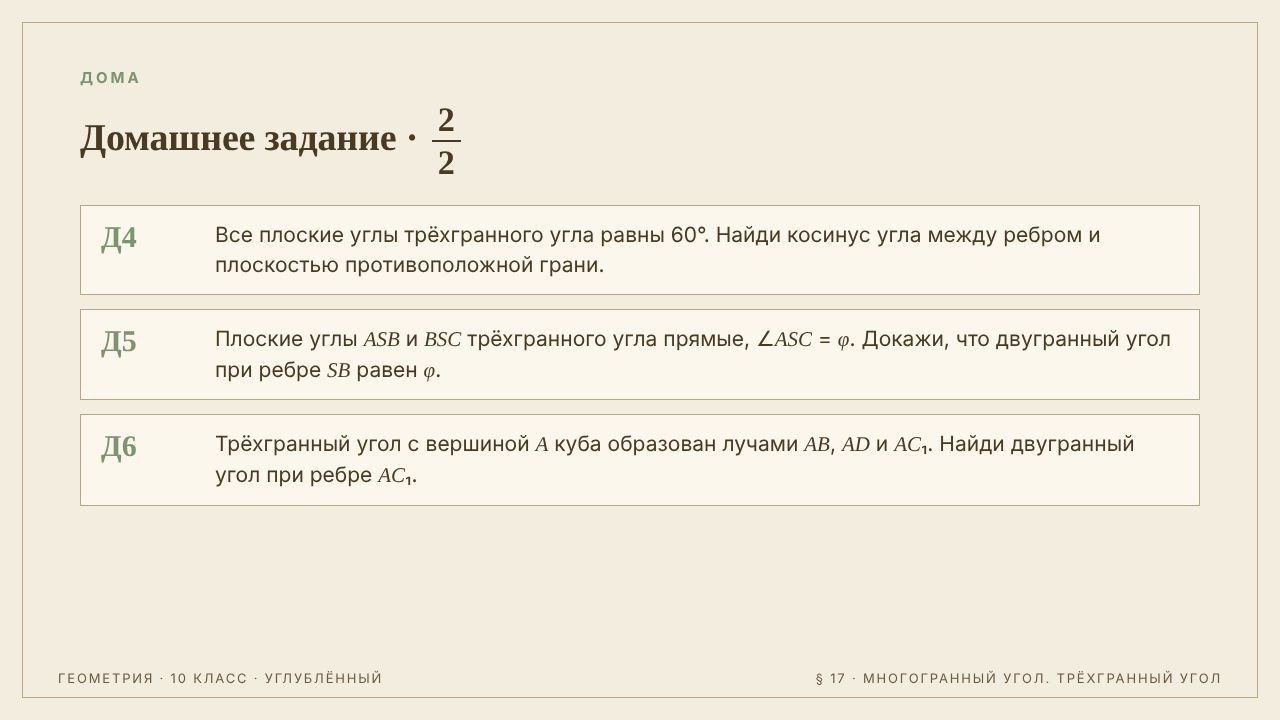 ДОМА
Домашнее задание · 2/2
Д4
Все плоские углы трёхгранного угла равны 60°. Найди косинус угла между ребром и
плоскостью противоположной грани.
Д5
Плоские углы ASB и BSC трёхгранного угла прямые, ∠ASC = φ. Докажи, что двугранный угол
при ребре SB равен φ.
Д6
Трёхгранный угол с вершиной A куба образован лучами AB, AD и AC₁. Найди двугранный
угол при ребре AC₁.
ГЕОМЕТРИЯ · 10 КЛАСС · УГЛУБЛЁННЫЙ
§ 17 · МНОГОГРАННЫЙ УГОЛ. ТРЁХГРАННЫЙ УГОЛ